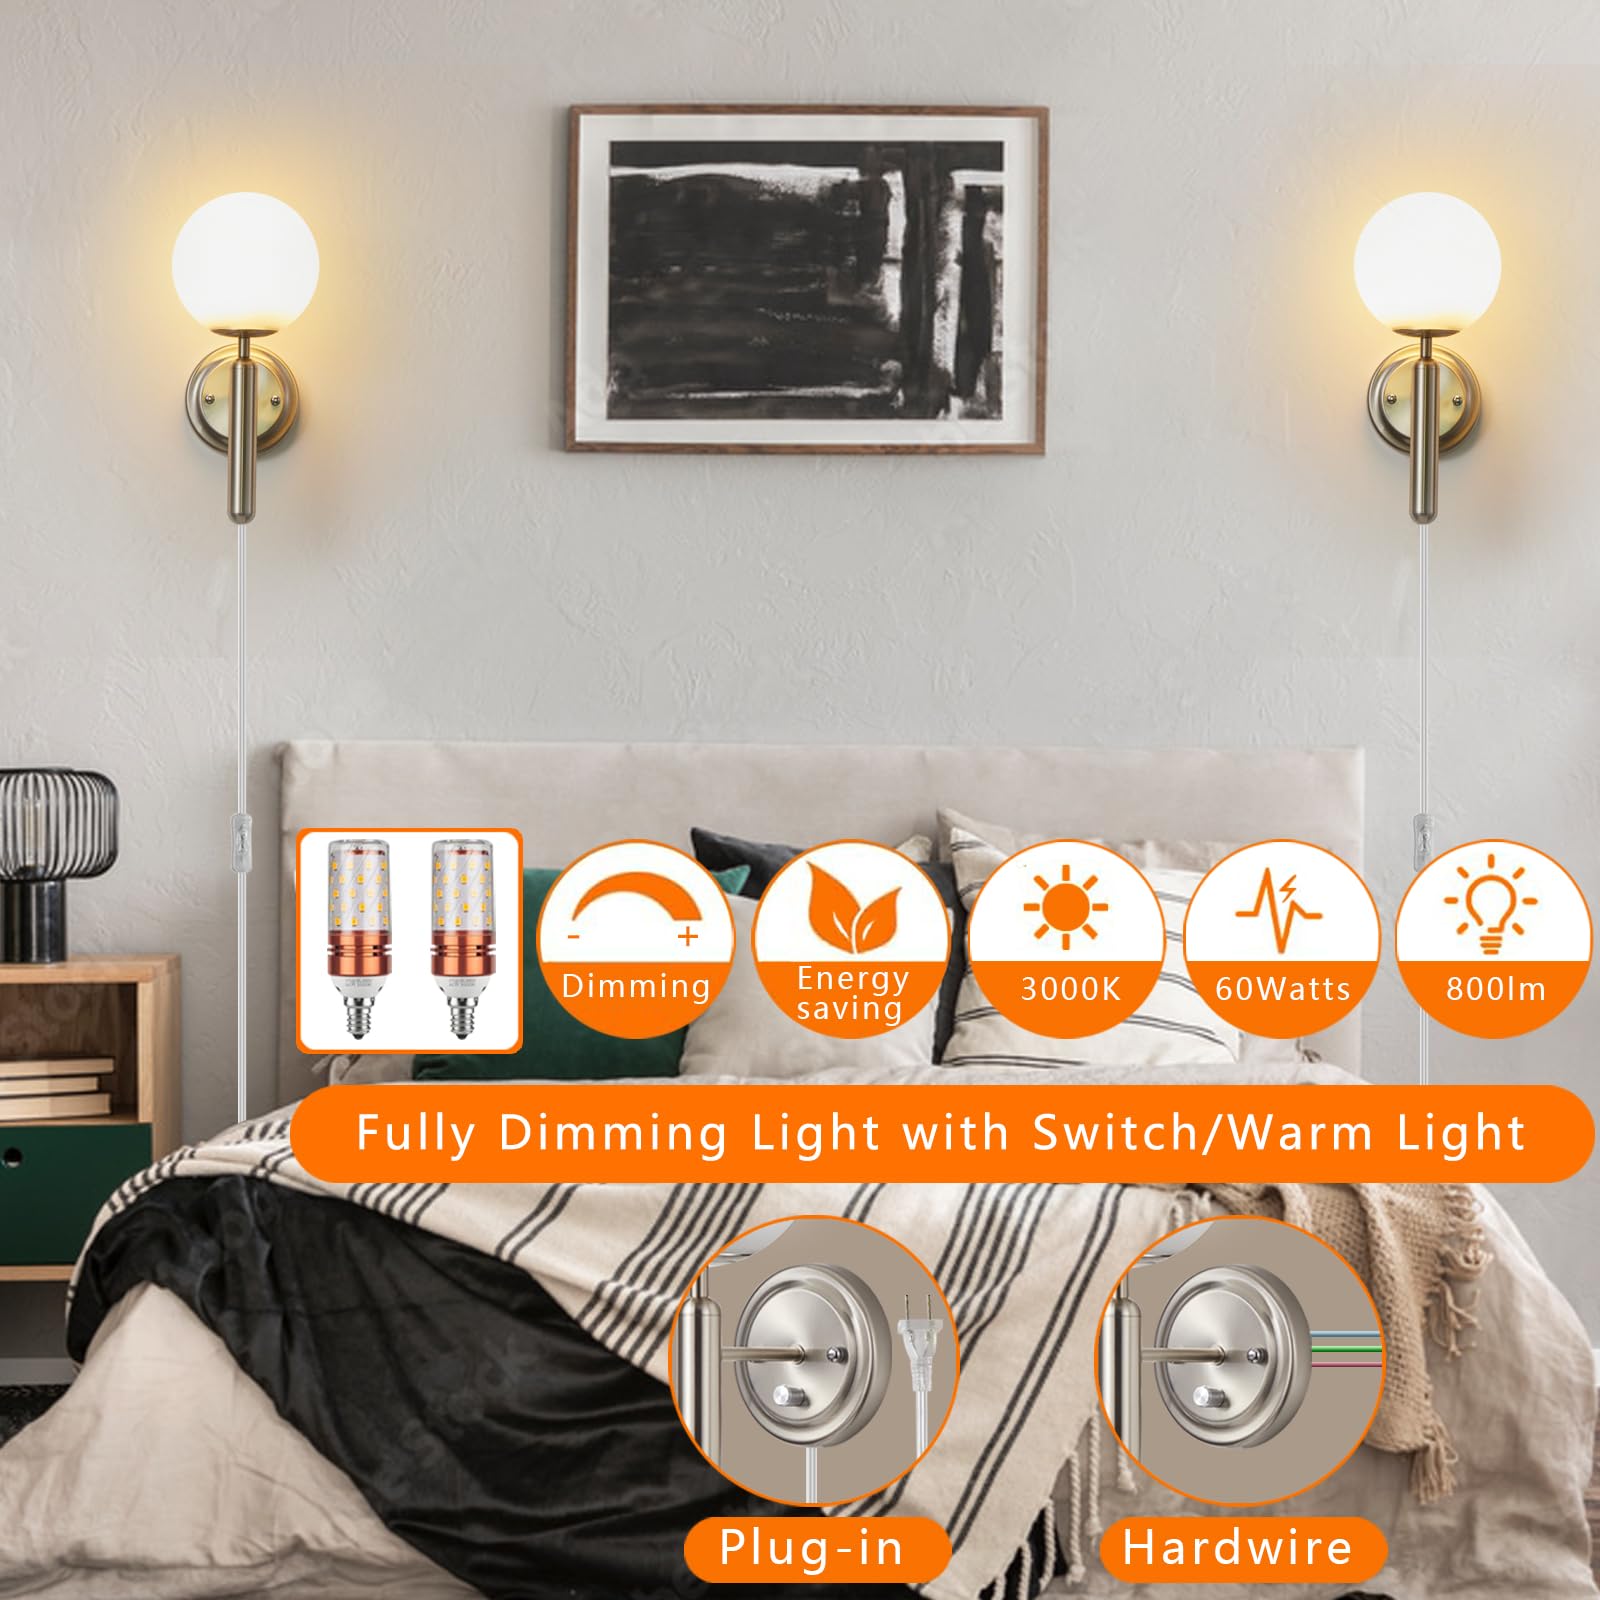 - +
Dimming
Energy
saving
3000K
60Watts
800lm
Fully Dimming Light with Switch/Warm Light
Plug-in
Hardwire